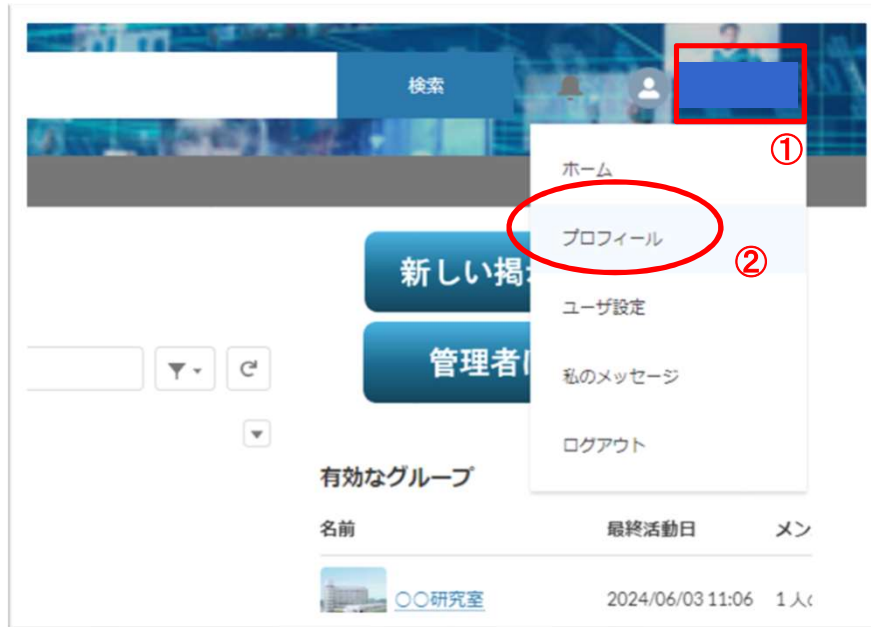 検索
①
ホーム
プロフィール
②
ユーザ設定
私のメッセージ
ログアウト
新しい掲
管理者
有効なグループ
名前 最終活動日 メン
〇〇研究室 2024/06/03 11:06 1人の